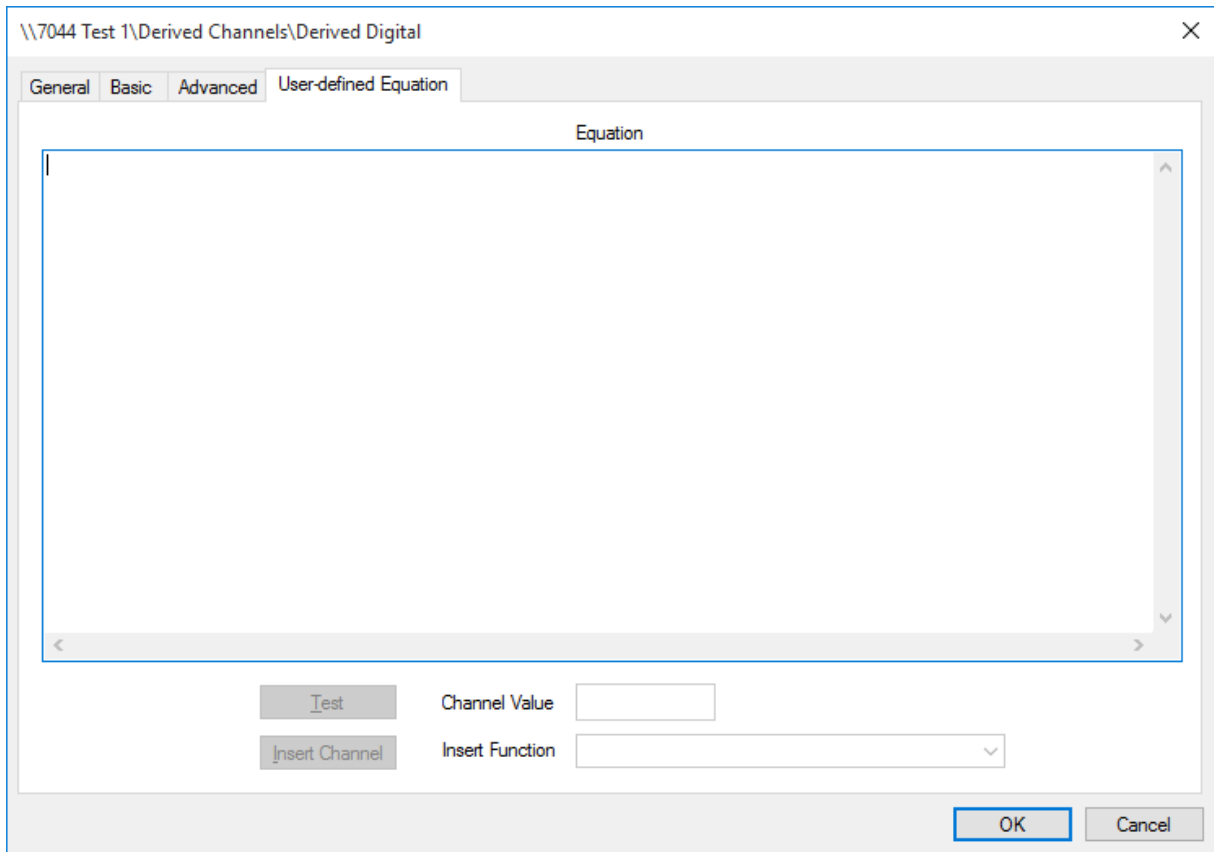 \\7044 Test 1\Derived Channels\Derived Digital
General Basic Advanced User-defined Equation
Equation
Test Channel Value
Insert Channel Insert Function
OK Cancel